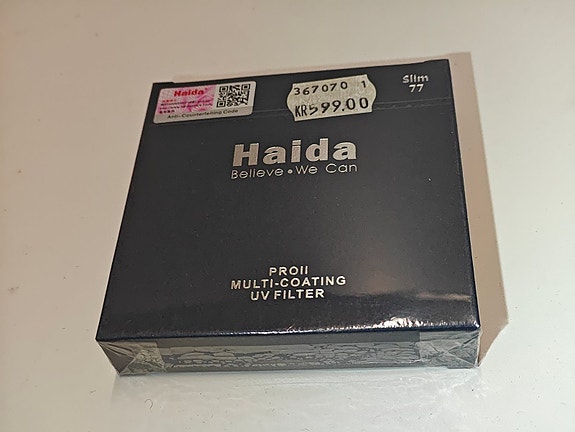 Haida
Anti-Counterfeiting Code
367070 1
KR599.00
Slim
77
Haida
Believe • We Can
PROII
MULTI-COATING
UV FILTER